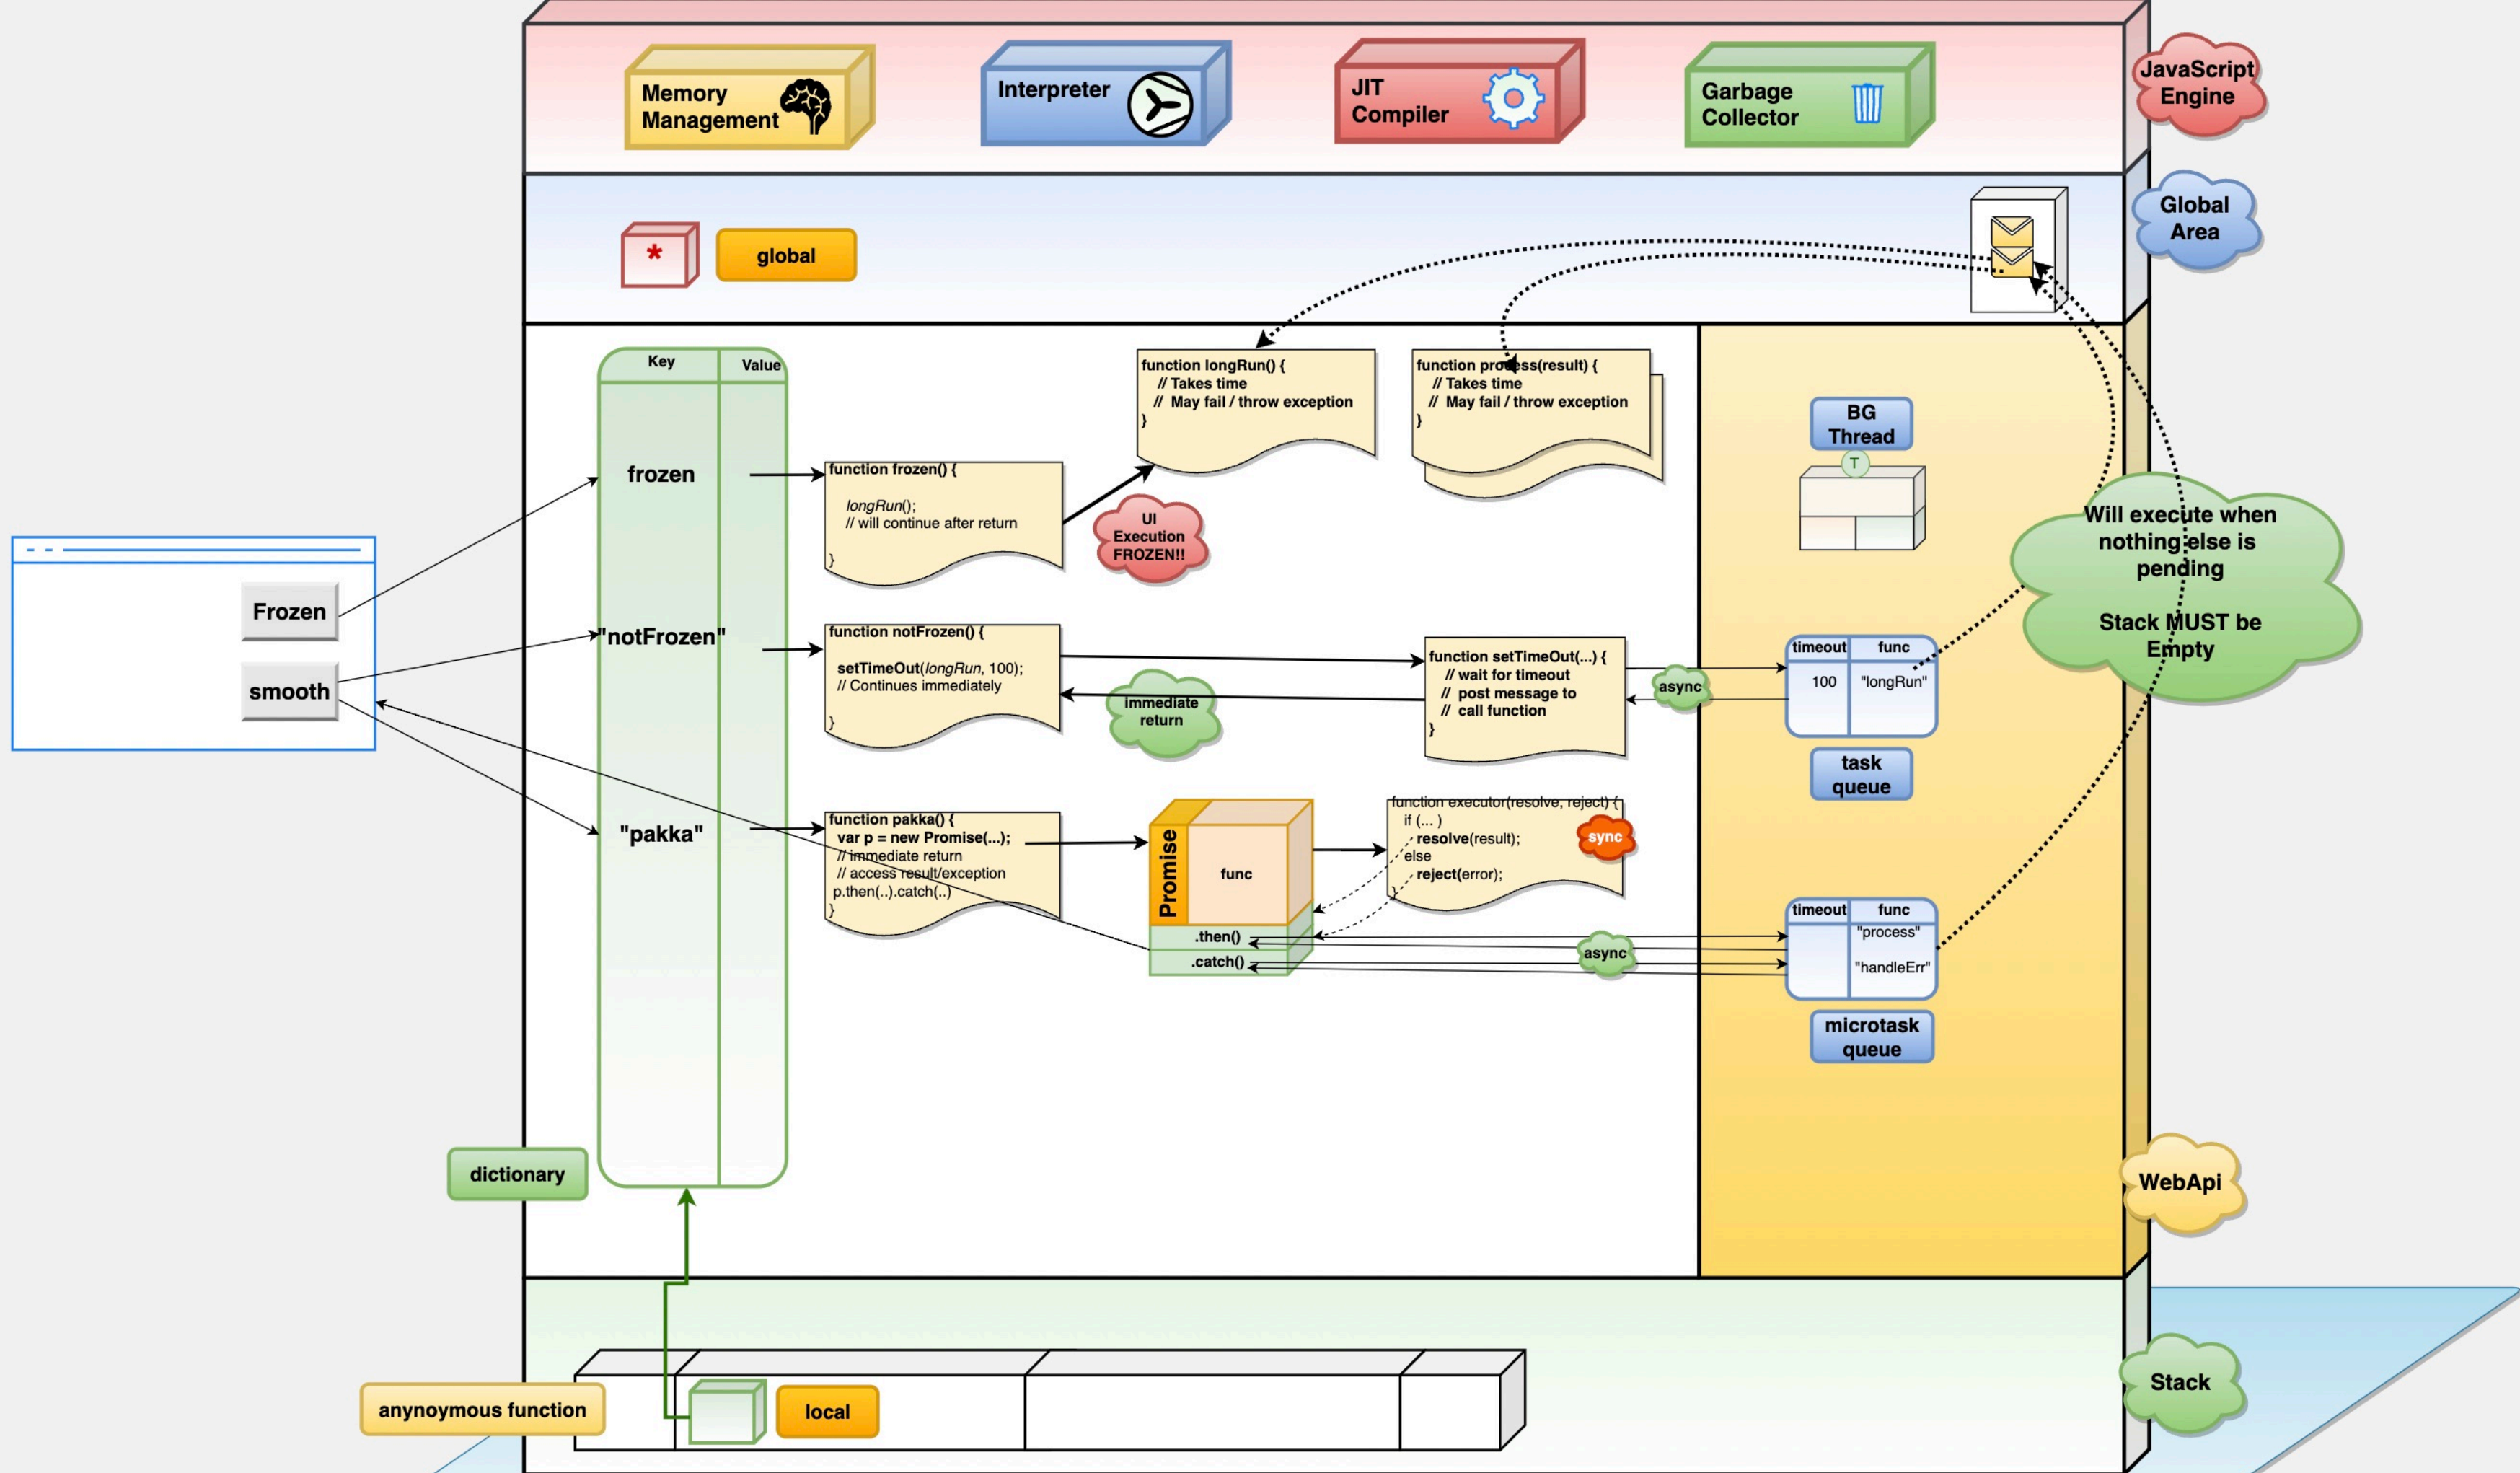 Memory
Management
Interpreter
JIT
Compiler
Garbage
Collector
JavaScript
Engine
*
global
Global
Area
Key
Value
frozen
"notFrozen"
"pakka"
Frozen
smooth
function longRun() {
// Takes time
// May fail / throw exception
}
function process(result) {
// Takes time
// May fail / throw exception
}
function frozen() {
longRun();
// will continue after return
}
UI
Execution
FROZEN!!
BG
Thread
T
Will execute when
nothing else is
pending
Stack MUST be
Empty
function notFrozen() {
setTimeOut(longRun, 100);
// Continues immediately
}
immediate
return
function setTimeOut(...) {
// wait for timeout
// post message to
// call function
}
async
timeout
func
100
"longRun"
task
queue
function pakka() {
var p = new Promise(...);
// immediate return
// access result/exception
p.then(..).catch(..)
}
Promise
func
.then()
.catch()
function executor(resolve, reject) {
if (... )
resolve(result);
else
reject(error);
}
sync
async
timeout
func
"process"
"handleErr"
microtask
queue
dictionary
WebApi
anynoymous function
local
Stack